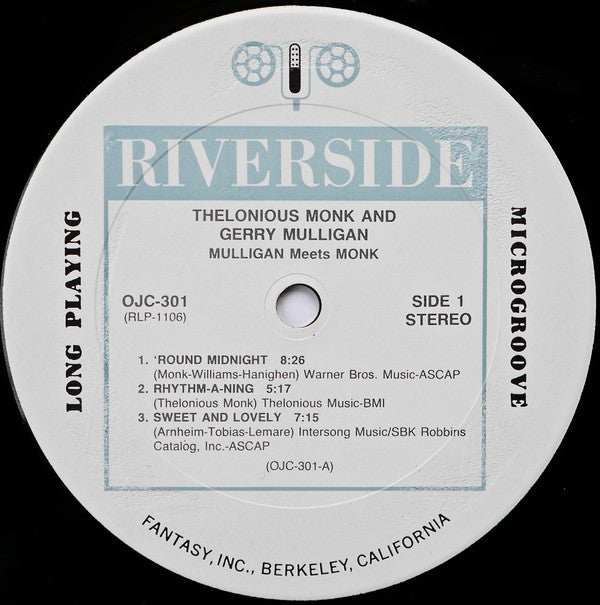 RIVERSIDE
THELONIOUS MONK AND
GERRY MULLIGAN
MULLIGAN Meets MONK
LONG PLAYING
MICROGROOVE
OJC-301
(RLP-1106)
SIDE 1
STEREO
1. 'ROUND MIDNIGHT 8:26
(Monk-Williams-Hanighen) Warner Bros. Music-ASCAP
2. RHYTHM-A-NING 5:17
(Thelonious Monk) Thelonious Music-BMI
3. SWEET AND LOVELY 7:15
(Arnheim-Tobias-Lemare) Intersong Music/SBK Robbins
Catalog, Inc.-ASCAP
(OJC-301-A)
FANTASY, INC., BERKELEY, CALIFORNIA